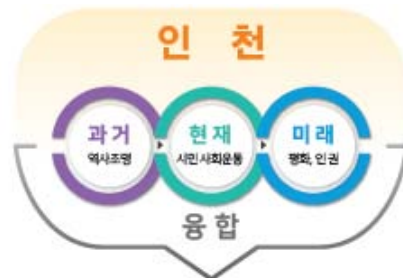 인 천
과 거
역사조명
현 재
시민사회운동
미 래
평화, 인권
융 합